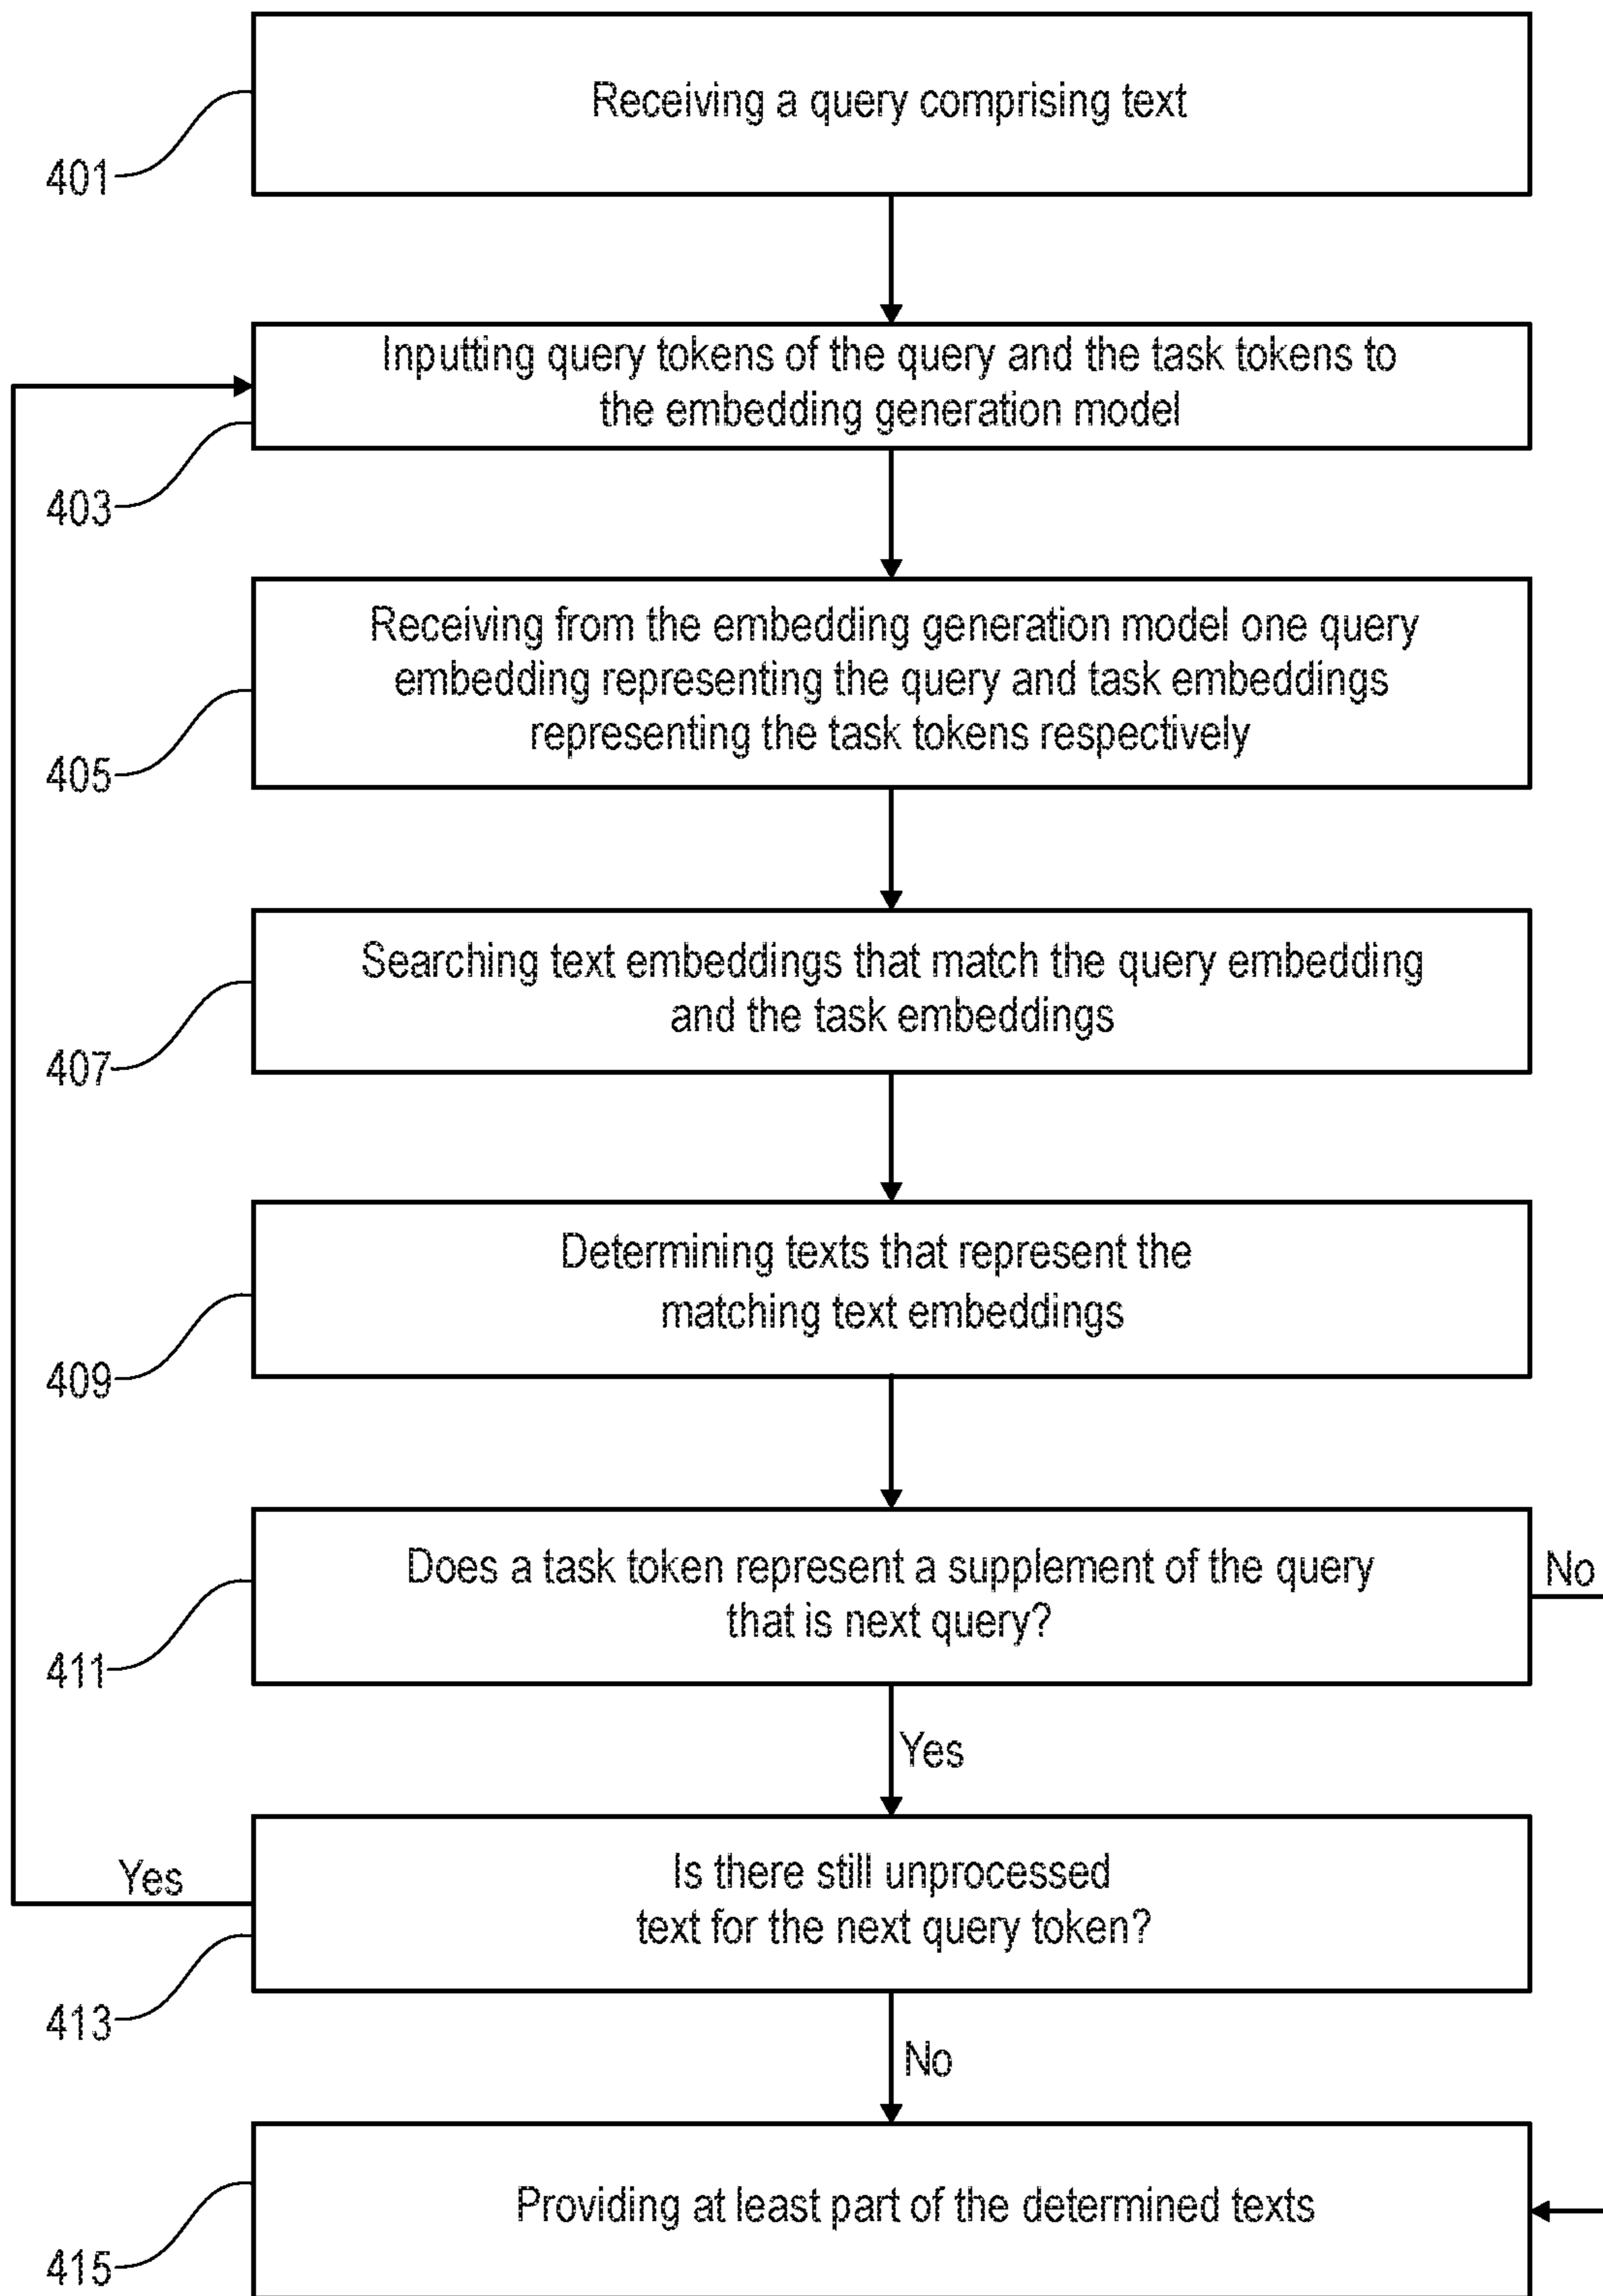 Receiving a query comprising text
401
Inputting query tokens of the query and the task tokens to
the embedding generation model
403
Receiving from the embedding generation model one query
embedding representing the query and task embeddings
representing the task tokens respectively
405
Searching text embeddings that match the query embedding
and the task embeddings
407
Determining texts that represent the
matching text embeddings
409
Does a task token represent a supplement of the query
that is next query?
No
411
Yes
Is there still unprocessed
text for the next query token?
Yes
413
No
Providing at least part of the determined texts
415